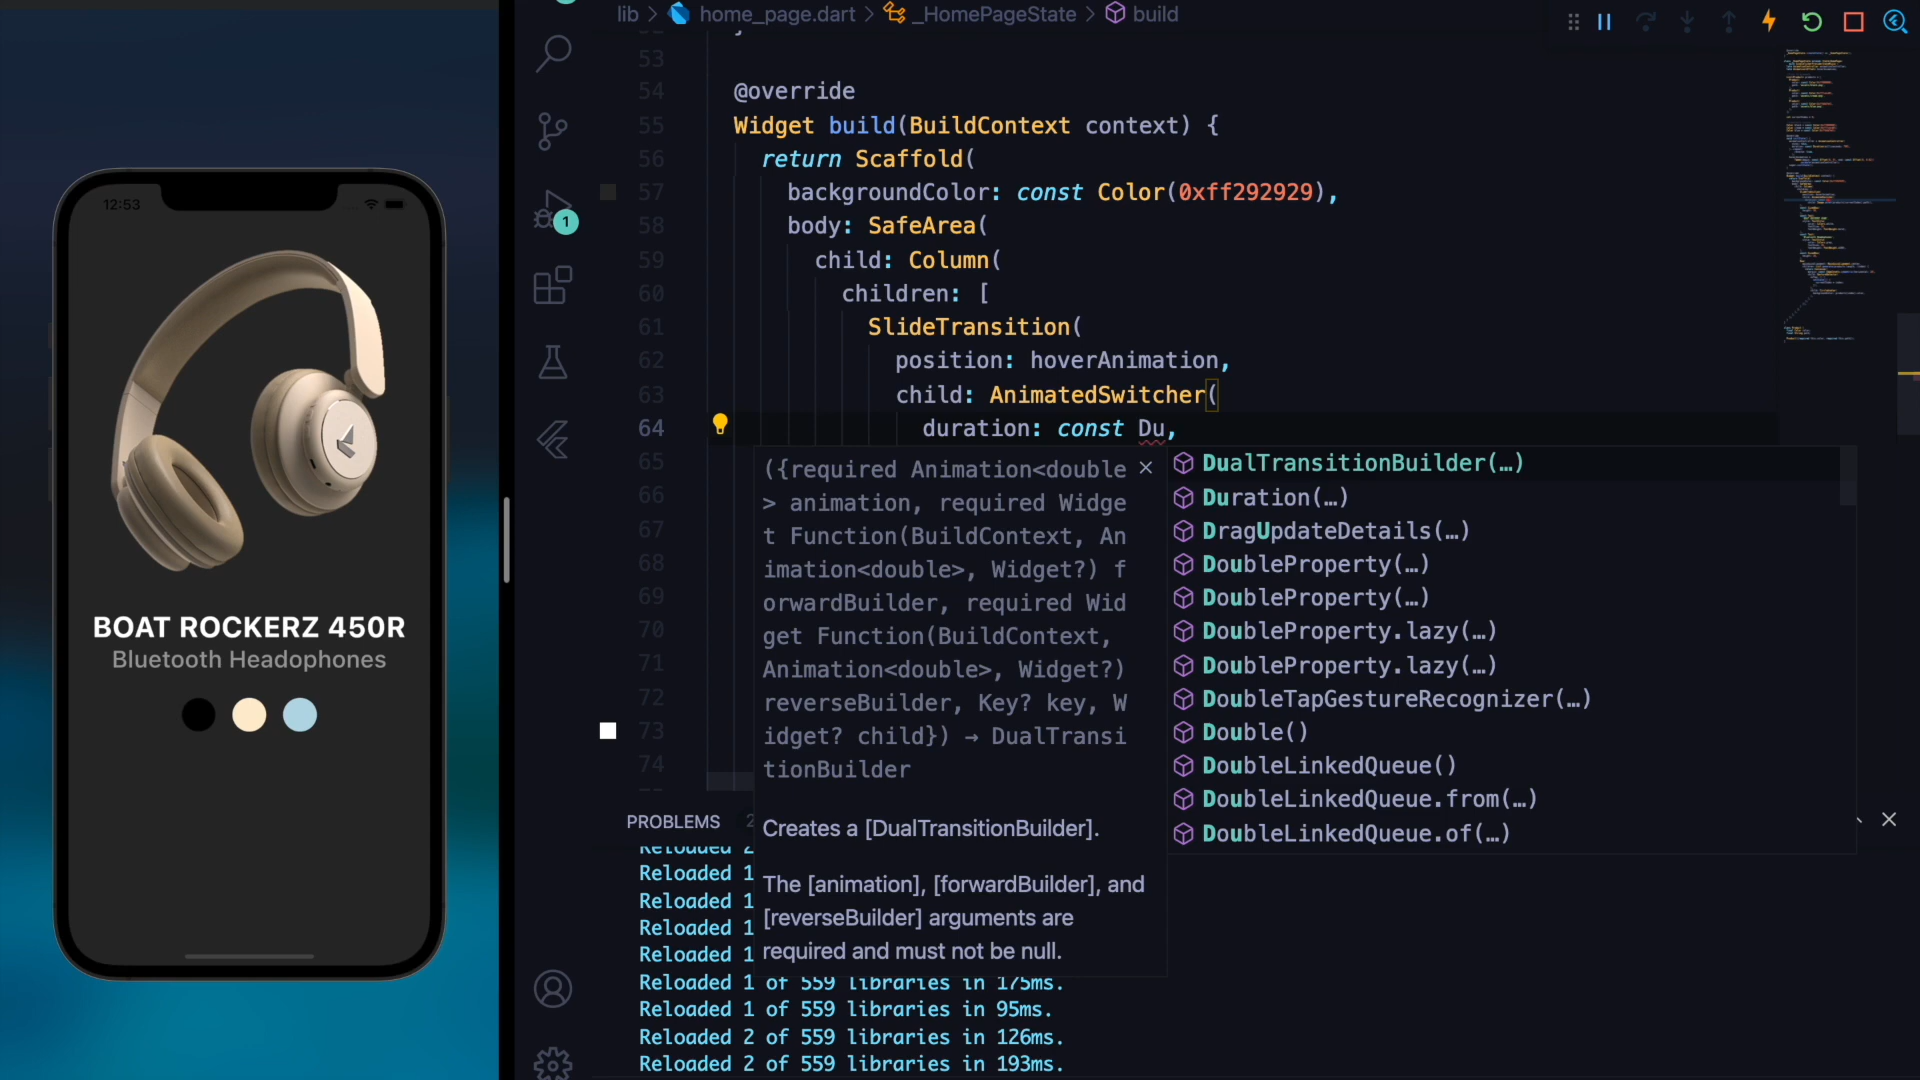 12:53
BOAT ROCKERZ 450R
Bluetooth Headophones
lib > home_page.dart > _HomePageState > build
1
53
54 @override
55 Widget build(BuildContext context) {
56 return Scaffold(
57 backgroundColor: const Color(0xff292929),
58 body: SafeArea(
59 child: Column(
60 children: [
61 SlideTransition(
62 position: hoverAnimation,
63 child: AnimatedSwitcher(
64 duration: const Du,
65
66
67
68
69
70
71
72
73
74
({required Animation<double
> animation, required Widge
t Function(BuildContext, An
imation<double>, Widget?) f
orwardBuilder, required Wid
get Function(BuildContext,
Animation<double>, Widget?)
reverseBuilder, Key? key, W
idget? child}) → DualTransi
tionBuilder
Creates a [DualTransitionBuilder].
The [animation], [forwardBuilder], and
[reverseBuilder] arguments are
required and must not be null.
DualTransitionBuilder(…)
Duration(…)
DragUpdateDetails(…)
DoubleProperty(…)
DoubleProperty(…)
DoubleProperty.lazy(…)
DoubleProperty.lazy(…)
DoubleTapGestureRecognizer(…)
Double()
DoubleLinkedQueue()
DoubleLinkedQueue.from(…)
DoubleLinkedQueue.of(…)
PROBLEMS 2
Reloaded 2
Reloaded 1
Reloaded 1
Reloaded 1
Reloaded 1
Reloaded 1 of 559 libraries in 175ms.
Reloaded 1 of 559 libraries in 95ms.
Reloaded 2 of 559 libraries in 126ms.
Reloaded 2 of 559 libraries in 193ms.